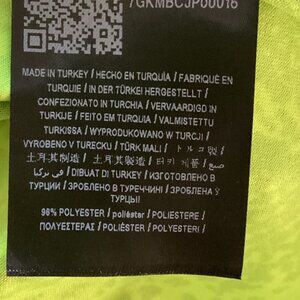 7GKMBCJP00016
MADE IN TURKEY / HECHO EN TURQUÍA / FABRIQUÉ EN
TURQUIE / IN DER TÜRKEI HERGESTELLT /
CONFEZIONATO IN TURCHIA / VERVAARDIGD IN
TURKIJE / FEITO EM TURQUIA / VALMISTETTU
TURKISSA / WYPRODUKOWANO W TURCJI /
VYROBENO V TURECKU / TÜRK MALI / トルコ製 /
土耳其制造 / 土耳其製造 / 터키 제품 / صنع
في تركيا / DIBUAT DI TURKEY / ИЗГОТОВЛЕНО В
ТУРЦИИ / ЗРОБЛЕНО В ТУРЕЧЧИНІ / ЗРОБЛЕНА Ў
ТУРЦЫІ
POLYESTER / poliéster / POLIESTERE /
ΠΟΛΥΕΣΤΕΡΑΣ / POLIÉSTER / POLYESTER /